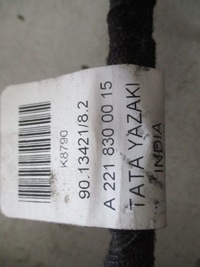 K8790
90.13421/8.2
A 221 830 00 15
TATA YAZAKI
INDIA